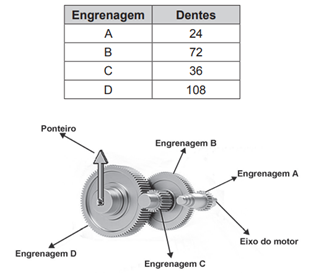 Engrenagem Dentes
A 24
B 72
C 36
D 108
Ponteiro
Engrenagem B
Engrenagem A
Eixo do motor
Engrenagem D
Engrenagem C